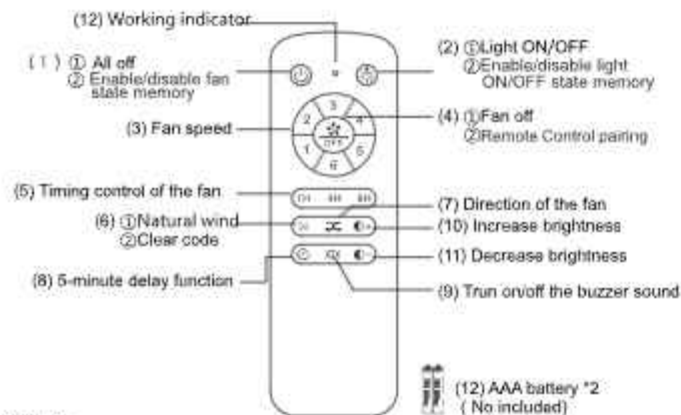 (12) Working indicator
(1) ① All off
② Enable/disable fan
state memory
(2) ①Light ON/OFF
②Enable/disable light
ON/OFF state memory
(3) Fan speed
(4) ①Fan off
②Remote Control pairing
3
2 4
OFF
1 5
6
(5) Timing control of the fan
(6) ①Natural wind
②Clear code
(7) Direction of the fan
(10) Increase brightness
(11) Decrease brightness
(8) 5-minute delay function
(9) Trun on/off the buzzer sound
(12) AAA battery *2
( No included)